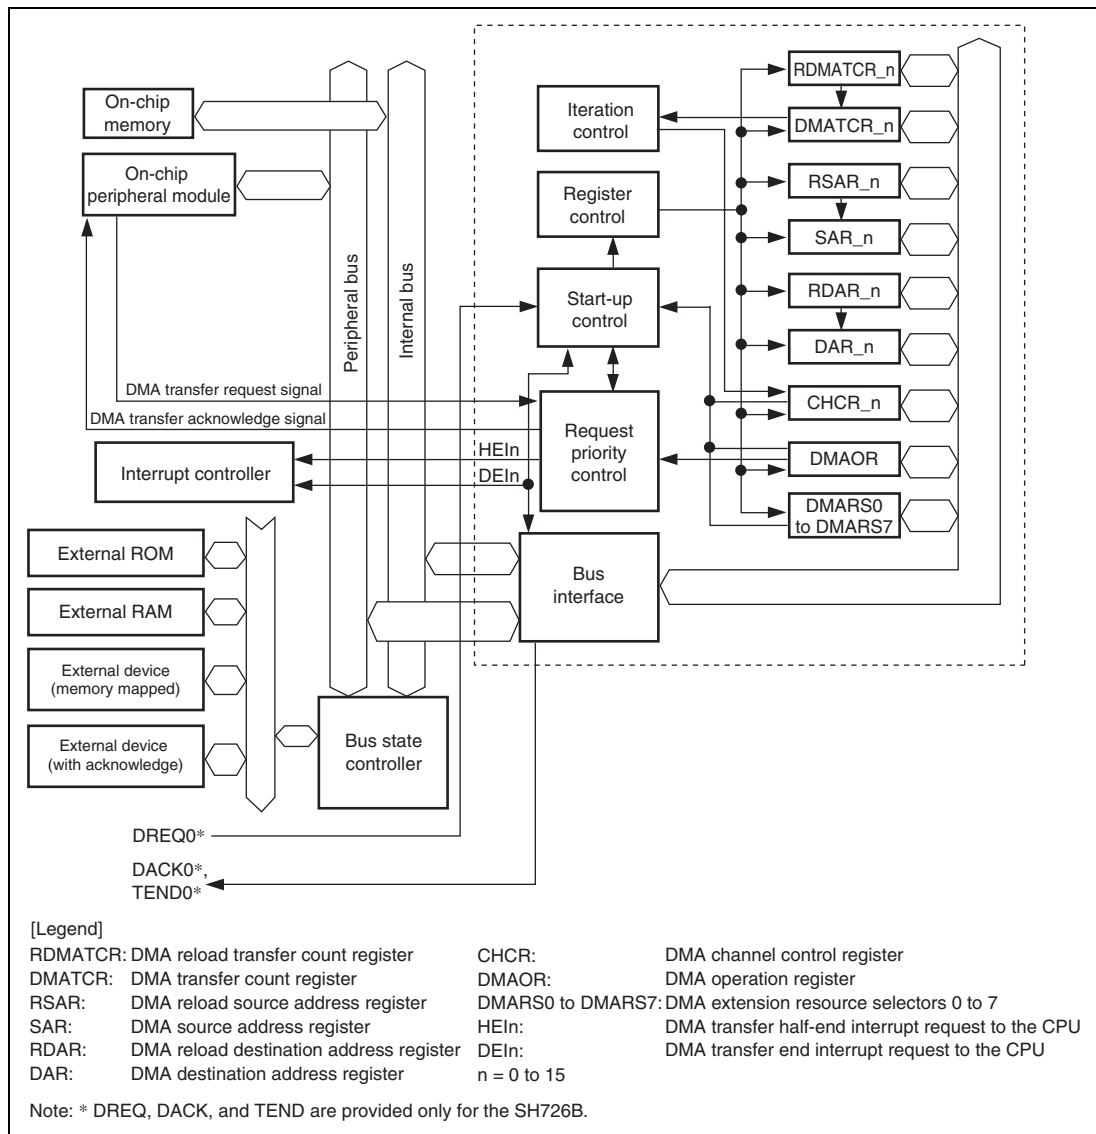 On-chip
memory
On-chip
peripheral module
Peripheral bus
Internal bus
Iteration
control
Register
control
Start-up
control
Request
priority
control
Bus
interface
RDMATCR_n
DMATCR_n
RSAR_n
SAR_n
RDAR_n
DAR_n
CHCR_n
DMAOR
DMARS0
to DMARS7
DMA transfer request signal
DMA transfer acknowledge signal
HEIn
DEIn
Interrupt controller
External ROM
External RAM
External device
(memory mapped)
External device
(with acknowledge)
Bus state
controller
DREQ0*
DACK0*,
TEND0*
[Legend]
RDMATCR: DMA reload transfer count register
DMATCR: DMA transfer count register
RSAR: DMA reload source address register
SAR: DMA source address register
RDAR: DMA reload destination address register
DAR: DMA destination address register
CHCR: DMA channel control register
DMAOR: DMA operation register
DMARS0 to DMARS7: DMA extension resource selectors 0 to 7
HEIn: DMA transfer half-end interrupt request to the CPU
DEIn: DMA transfer end interrupt request to the CPU
n = 0 to 15
Note: * DREQ, DACK, and TEND are provided only for the SH726B.